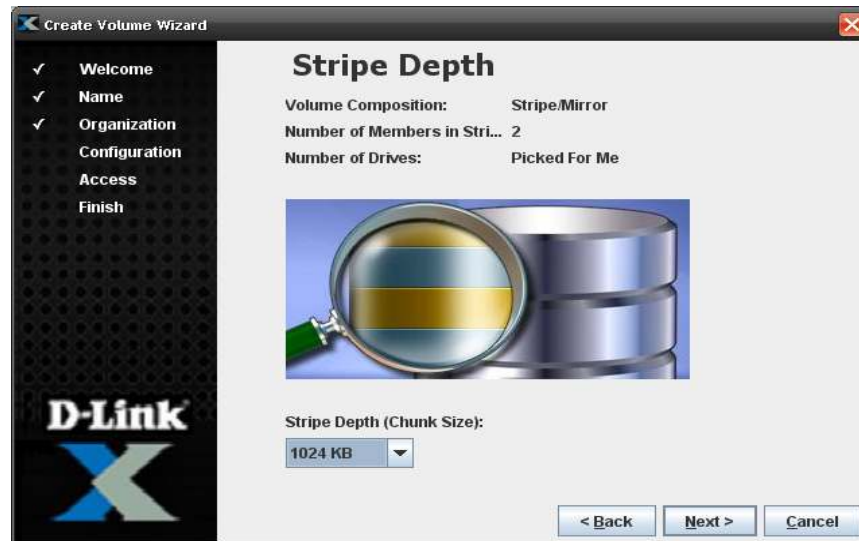 Create Volume Wizard
✓ Welcome
✓ Name
✓ Organization
Configuration
Access
Finish
D-Link
Stripe Depth
Volume Composition: Stripe/Mirror
Number of Members in Stri... 2
Number of Drives: Picked For Me
Stripe Depth (Chunk Size):
1024 KB
< Back Next > Cancel